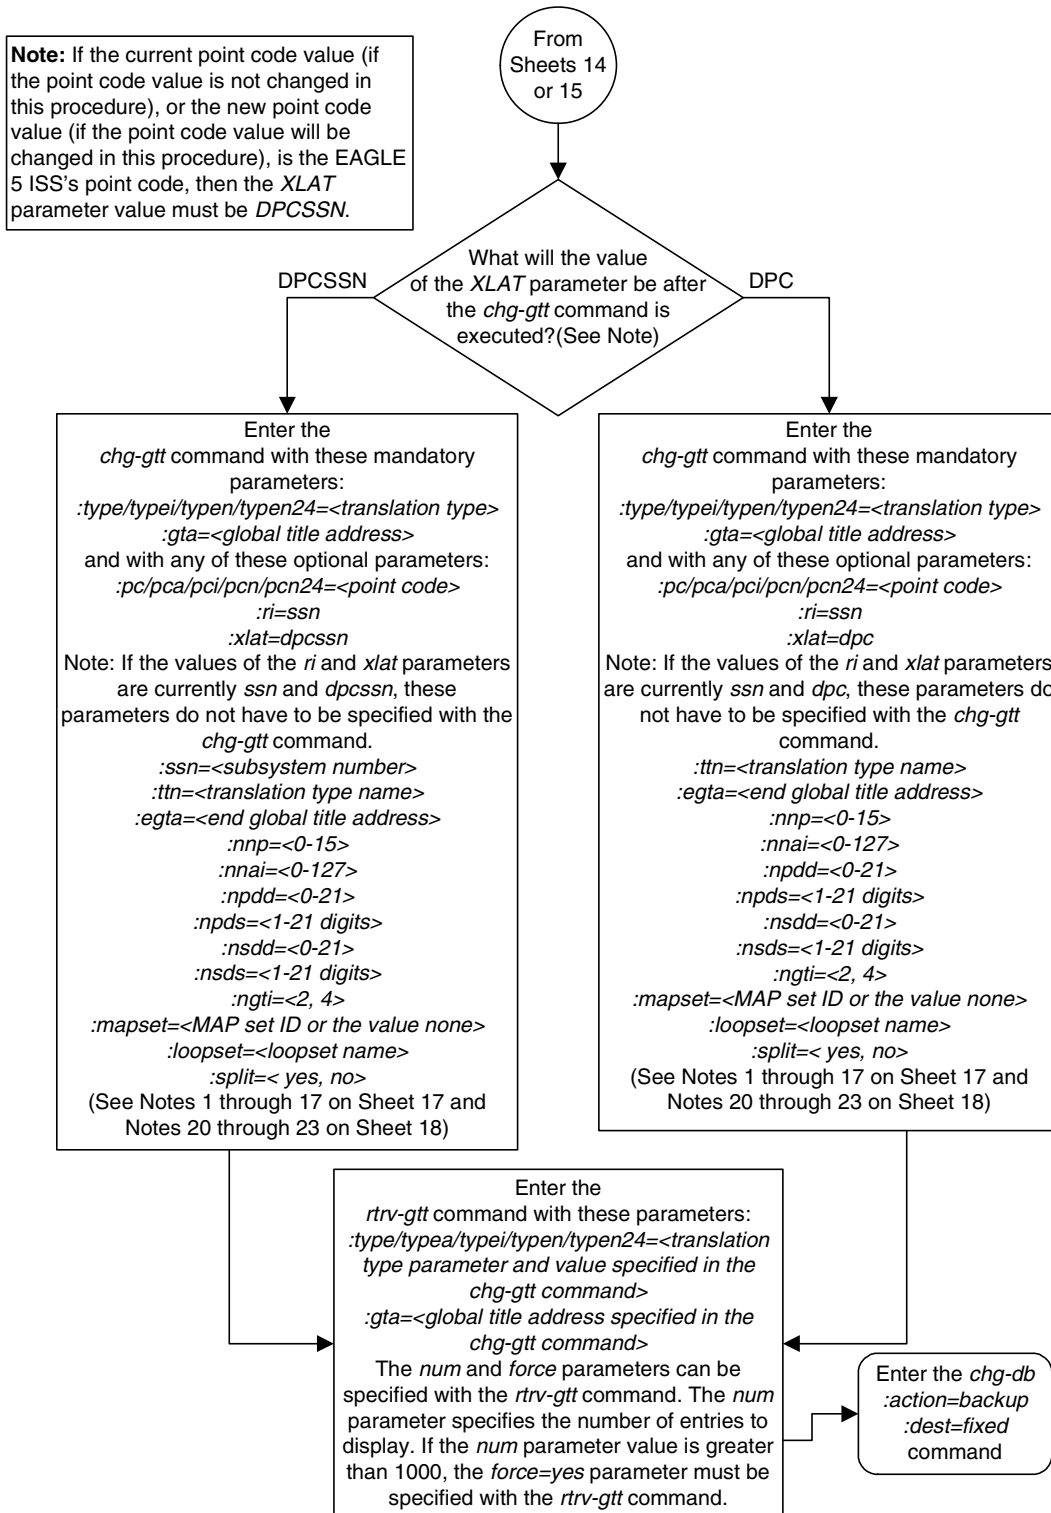 Note: If the current point code value (if
the point code value is not changed in
this procedure), or the new point code
value (if the point code value will be
changed in this procedure), is the EAGLE
5 ISS's point code, then the XLAT
parameter value must be DPCSSN.
From
Sheets 14
or 15
What will the value
of the XLAT parameter be after
the chg-gtt command is
executed?(See Note)
DPCSSN
DPC
Enter the
chg-gtt command with these mandatory
parameters:
:type/typei/typen/typen24=<translation type>
:gta=<global title address>
and with any of these optional parameters:
:pc/pca/pci/pcn/pcn24=<point code>
:ri=ssn
:xlat=dpcssn
Note: If the values of the ri and xlat parameters
are currently ssn and dpcssn, these
parameters do not have to be specified with the
chg-gtt command.
:ssn=<subsystem number>
:ttn=<translation type name>
:egta=<end global title address>
:nnp=<0-15>
:nnai=<0-127>
:npdd=<0-21>
:npds=<1-21 digits>
:nsdd=<0-21>
:nsds=<1-21 digits>
:ngti=<2, 4>
:mapset=<MAP set ID or the value none>
:loopset=<loopset name>
:split=< yes, no>
(See Notes 1 through 17 on Sheet 17 and
Notes 20 through 23 on Sheet 18)
Enter the
chg-gtt command with these mandatory
parameters:
:type/typei/typen/typen24=<translation type>
:gta=<global title address>
and with any of these optional parameters:
:pc/pca/pci/pcn/pcn24=<point code>
:ri=ssn
:xlat=dpc
Note: If the values of the ri and xlat parameters
are currently ssn and dpc, these parameters do
not have to be specified with the chg-gtt
command.
:ttn=<translation type name>
:egta=<end global title address>
:nnp=<0-15>
:nnai=<0-127>
:npdd=<0-21>
:npds=<1-21 digits>
:nsdd=<0-21>
:nsds=<1-21 digits>
:ngti=<2, 4>
:mapset=<MAP set ID or the value none>
:loopset=<loopset name>
:split=< yes, no>
(See Notes 1 through 17 on Sheet 17 and
Notes 20 through 23 on Sheet 18)
Enter the
rtrv-gtt command with these parameters:
:type/typea/typei/typen/typen24=<translation
type parameter and value specified in the
chg-gtt command>
:gta=<global title address specified in the
chg-gtt command>
The num and force parameters can be
specified with the rtrv-gtt command. The num
parameter specifies the number of entries to
display. If the num parameter value is greater
than 1000, the force=yes parameter must be
specified with the rtrv-gtt command.
Enter the chg-db
:action=backup
:dest=fixed
command